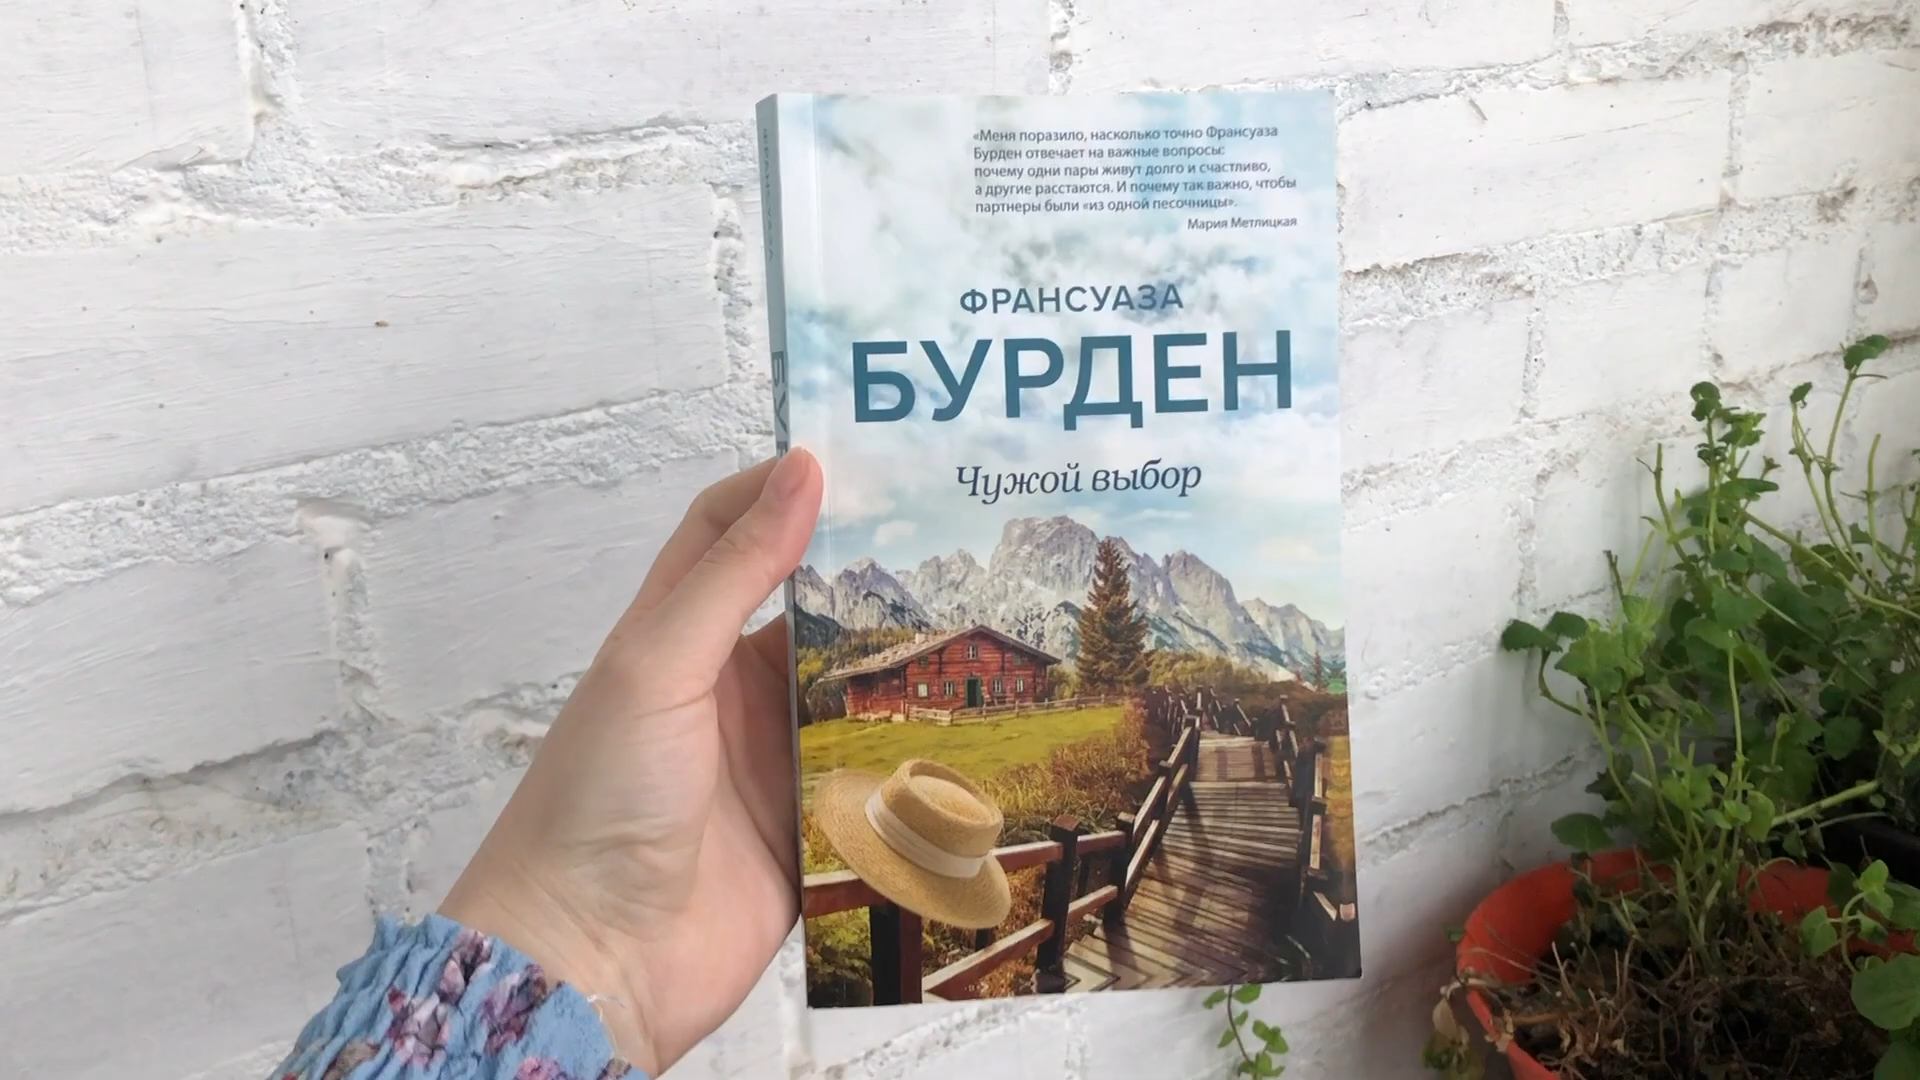 «Меня поразило, насколько точно Франсуаза
Бурден отвечает на важные вопросы:
почему одни пары живут долго и счастливо,
а другие расстаются. И почему так важно, чтобы
партнеры были «из одной песочницы».
Мария Метлицкая
ФРАНСУАЗА
БУРДЕН
Чужой выбор